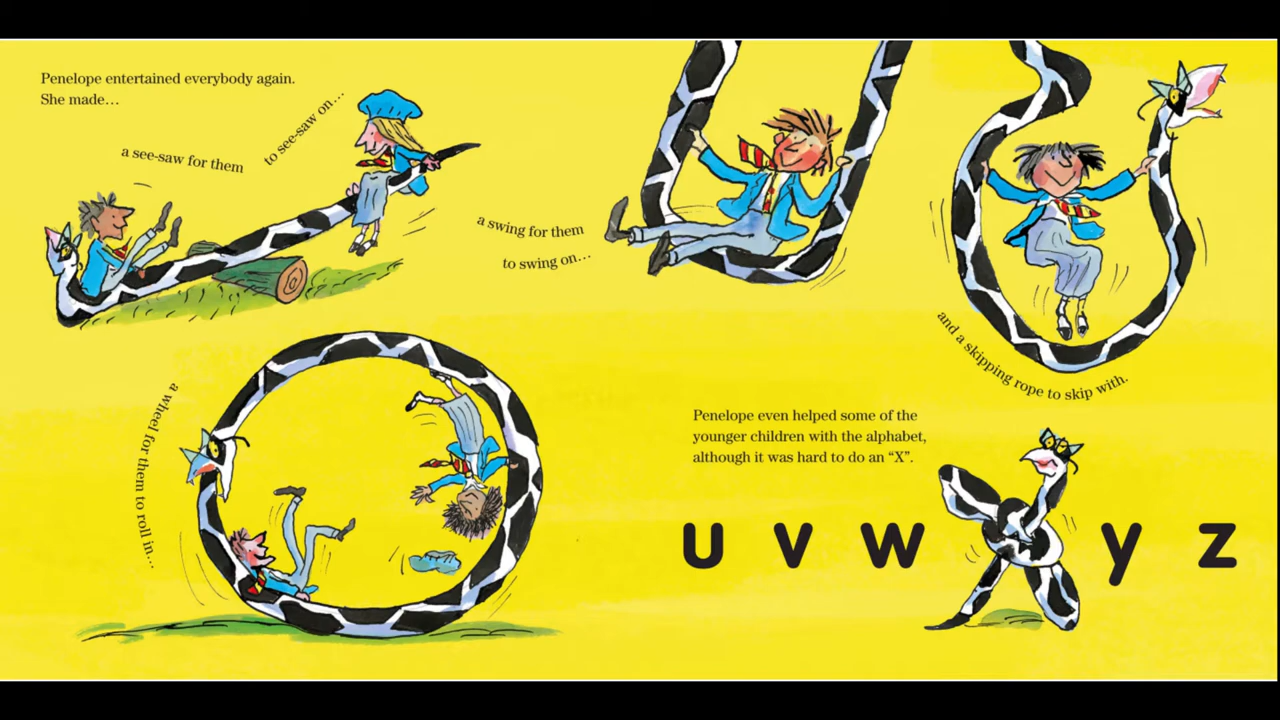 Penelope entertained everybody again.
She made…
a see-saw for them
to see-saw on…
a swing for them
to swing on…
a wheel for them to roll in…
and a skipping rope to skip with.
Penelope even helped some of the
younger children with the alphabet,
although it was hard to do an “X”.
u v w y z